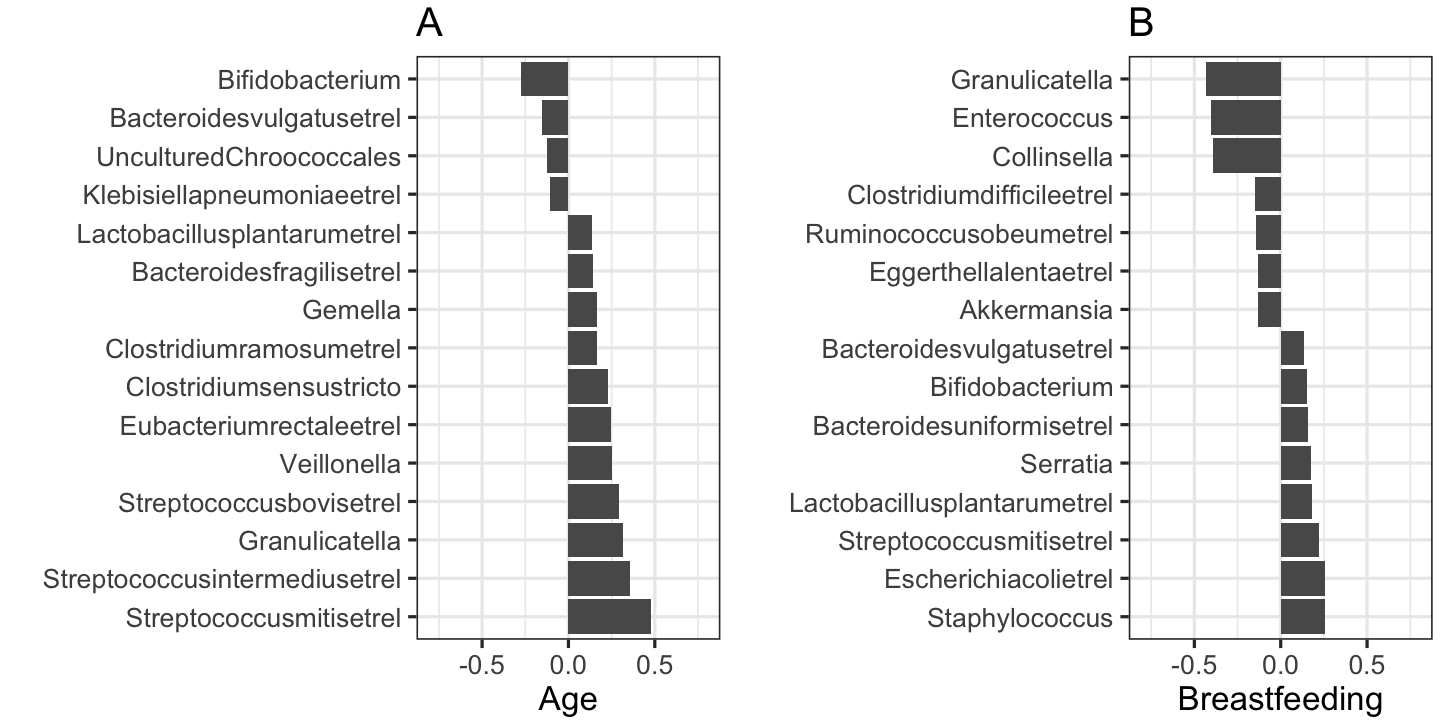 A
Bifidobacterium
Bacteroidesvulgatusetrel
UnculturedChroococcales
Klebisiellapneumoniaeetrel
Lactobacillusplantarumetrel
Bacteroidesfragilisetrel
Gemella
Clostridiumramosumetrel
Clostridiumsensustricto
Eubacteriumrectaleetrel
Veillonella
Streptococcusbovisetrel
Granulicatella
Streptococcusintermediusetrel
Streptococcusmitisetrel
-0.5 0.0 0.5
Age
B
Granulicatella
Enterococcus
Collinsella
Clostridiumdifficileetrel
Ruminococcusobeumetrel
Eggerthellalentaetrel
Akkermansia
Bacteroidesvulgatusetrel
Bifidobacterium
Bacteroidesuniformisetrel
Serratia
Lactobacillusplantarumetrel
Streptococcusmitisetrel
Escherichiacolietrel
Staphylococcus
-0.5 0.0 0.5
Breastfeeding